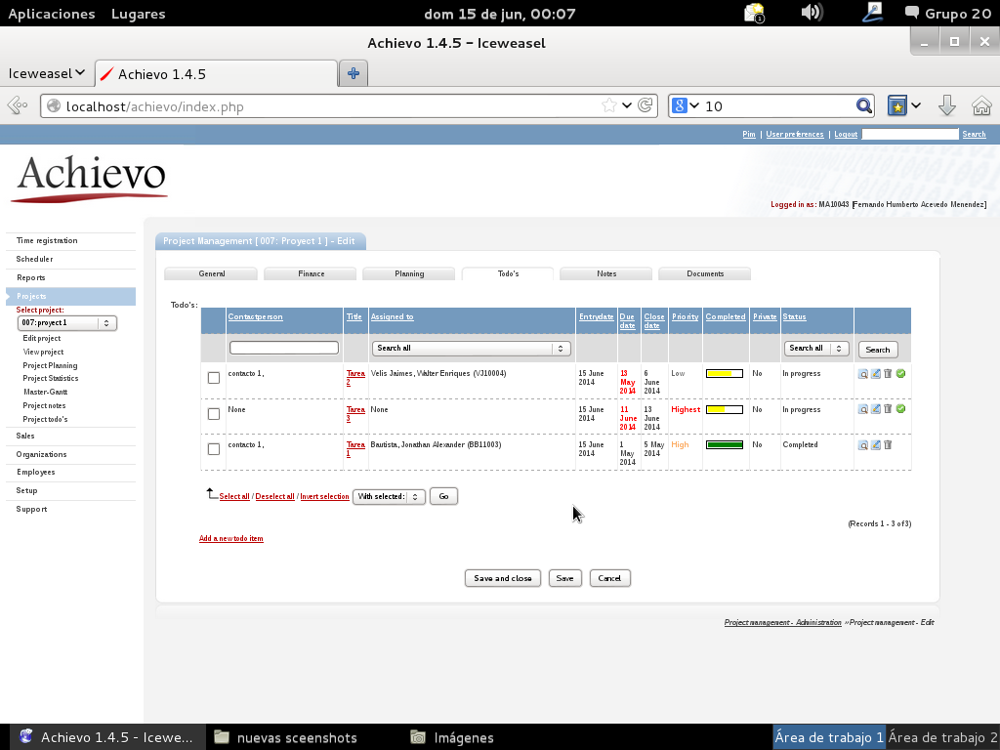 Aplicaciones Lugares dom 15 de jun, 00:07 1 Grupo 20
Achievo 1.4.5 – Iceweasel
Iceweasel Achievo 1.4.5
localhost/achievo/index.php 8 10
Pim | User preferences | Logout Search
Achievo
Logged in as: MA10043 [Fernando Humberto Acevedo Menendez]
Time registration
Scheduler
Reports
Projects
Select project:
007: proyect 1
Edit project
View project
Project Planning
Project Statistics
Master-Gantt
Project notes
Project todo's
Sales
Organizations
Employees
Setup
Support
Project Management [ 007: Proyect 1 ] - Edit
General Finance Planning Todo's Notes Documents
Todo's:
Contactperson Title Assigned to Entrydate Due date Close date Priority Completed Private Status
Search all Search all Search
contacto 1, Tarea 2 Velis Jaimes, Walter Enriques (VJ10004) 15 June 2014 13 May 2014 6 June 2014 Low No In progress
None Tarea 3 None 15 June 2014 11 June 2014 13 June 2014 Highest No In progress
contacto 1, Tarea 1 Bautista, Jonathan Alexander (BB11003) 15 June 2014 1 May 2014 5 May 2014 High No Completed
Select all / Deselect all / Invert selection With selected: Go
(Records 1 - 3 of 3)
Add a new todo item
Save and close Save Cancel
Project management - Administration » Project management - Edit
Achievo 1.4.5 - Icewe... nuevas sceenshots Imágenes Área de trabajo 1 Área de trabajo 2